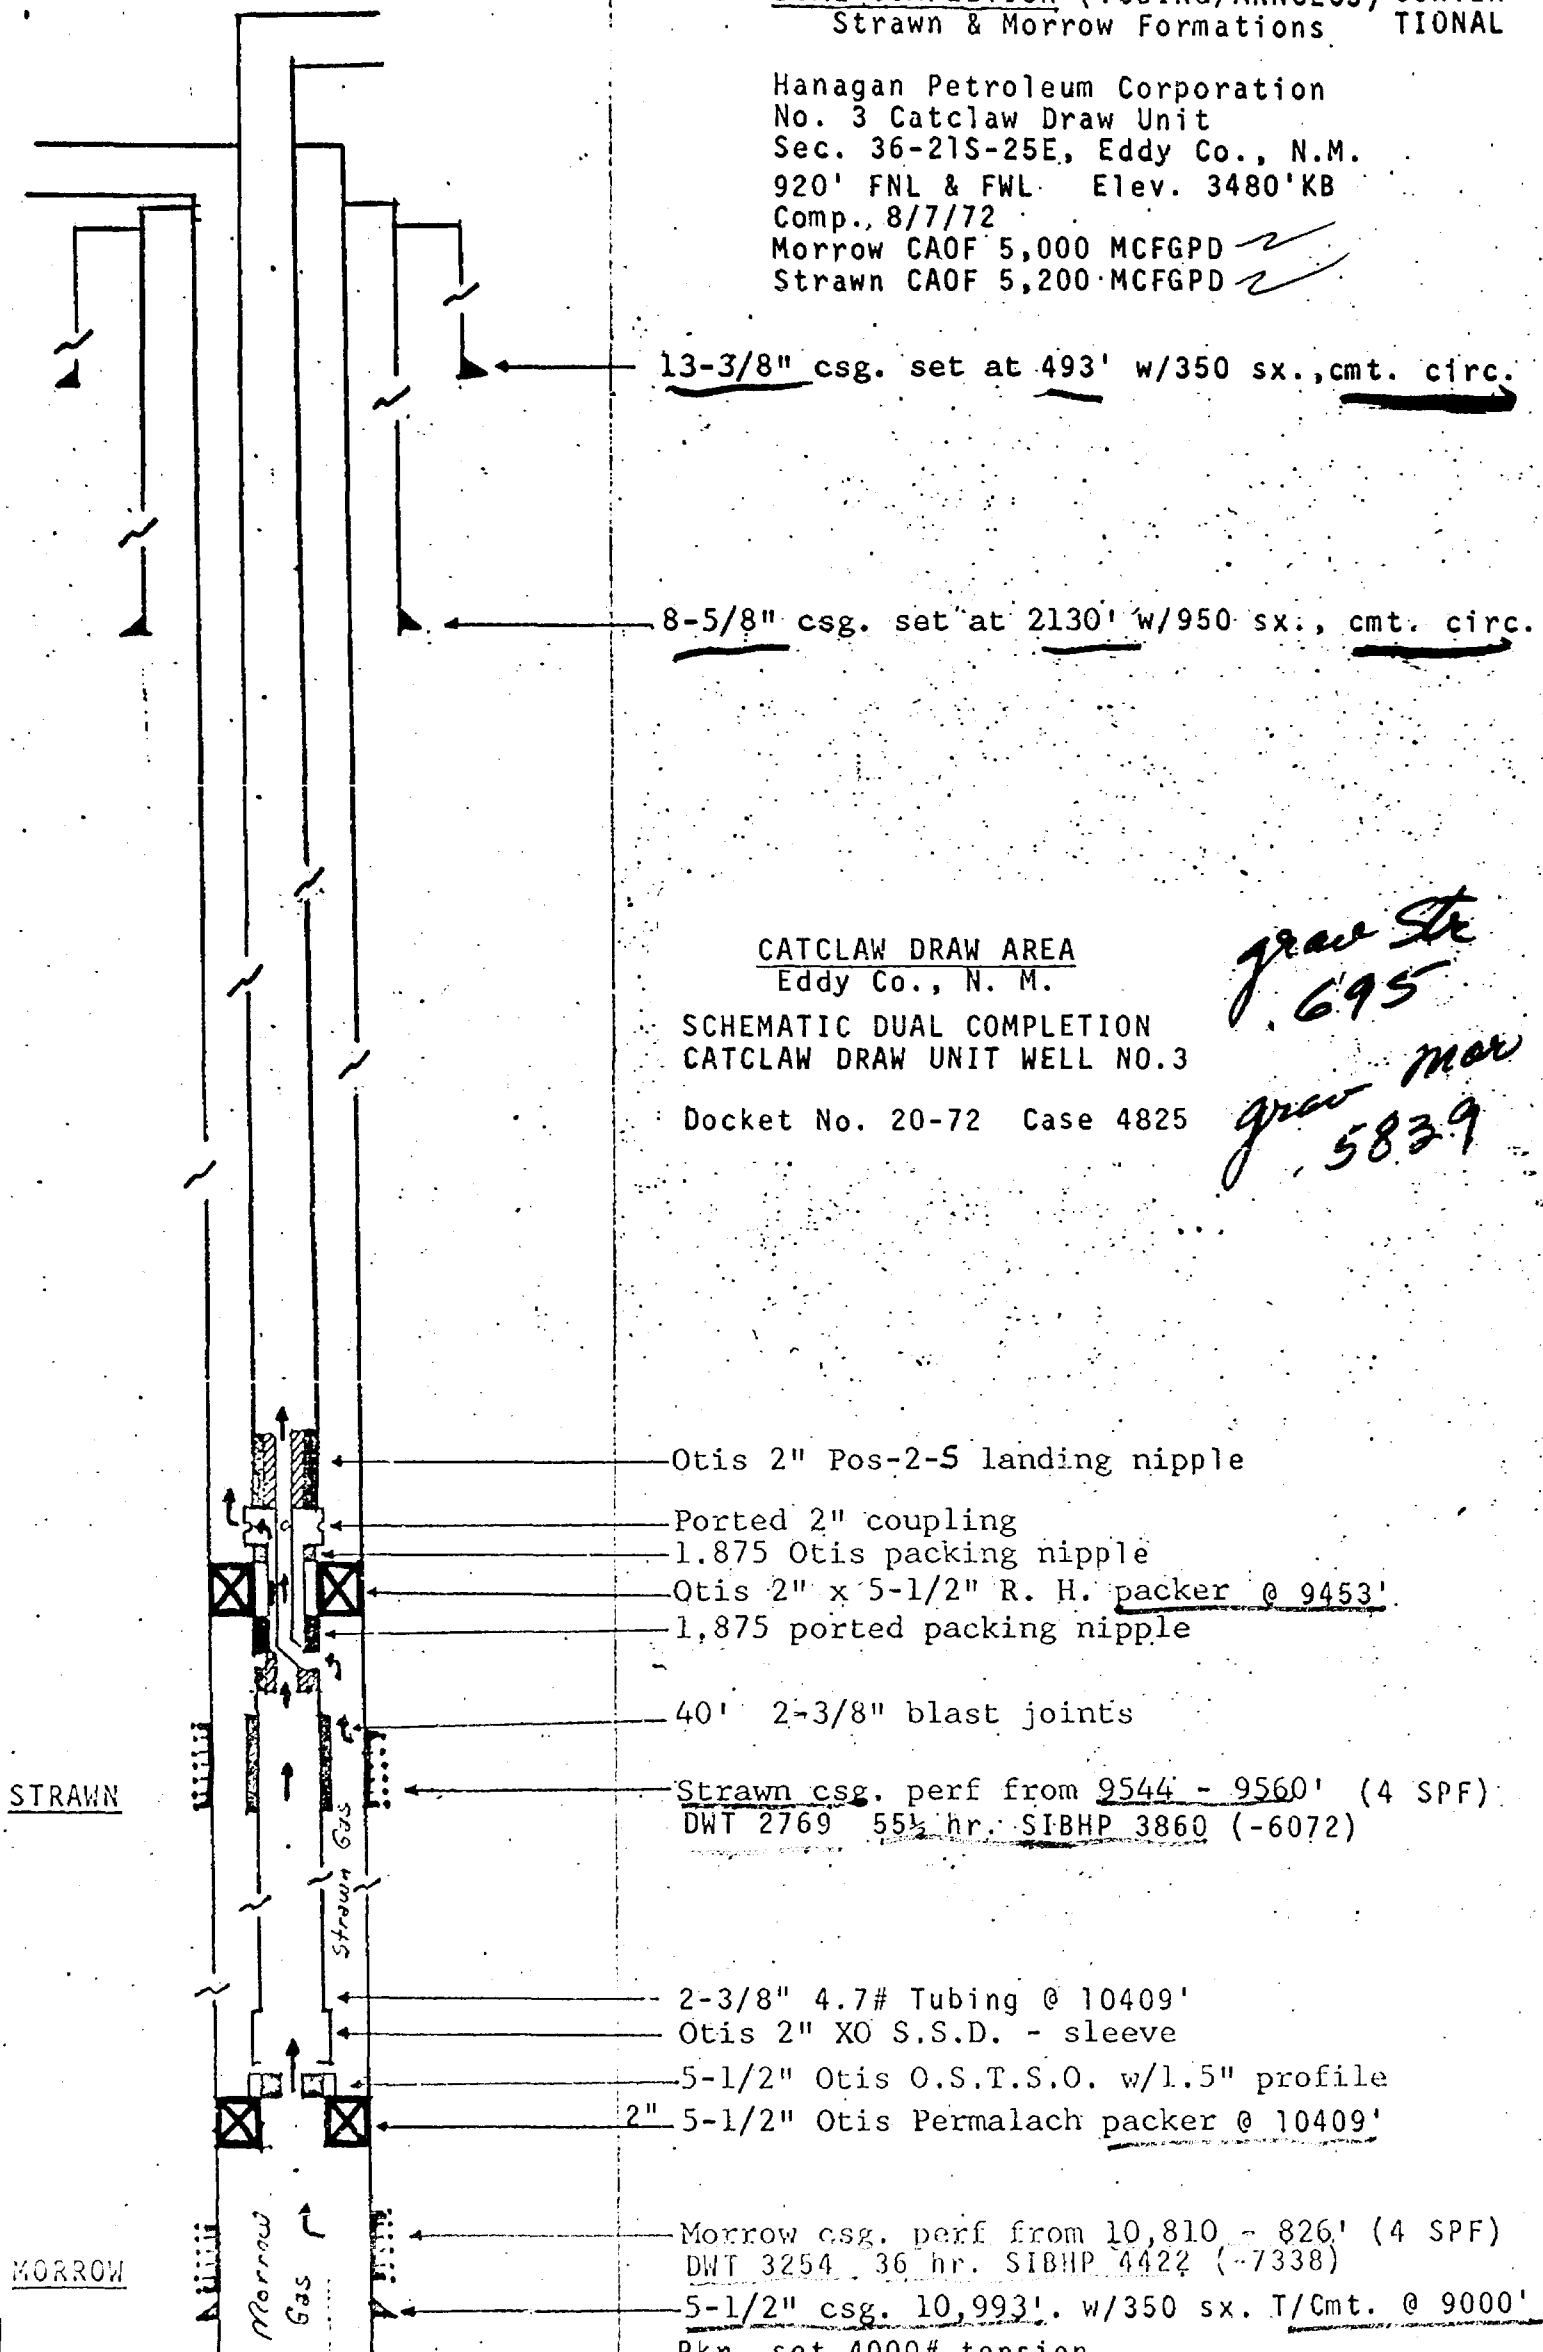 Strawn & Morrow Formations TIONAL
Hanagan Petroleum Corporation
No. 3 Catclaw Draw Unit
Sec. 36-21S-25E, Eddy Co., N.M.
920' FNL & FWL Elev. 3480'KB
Comp., 8/7/72
Morrow CAOF 5,000 MCFGPD
Strawn CAOF 5,200 MCFGPD
13-3/8" csg. set at 493' w/350 sx.,cmt. circ.
8-5/8" csg. set at 2130' w/950 sx., cmt. circ.
grav Str
.695
CATCLAW DRAW AREA
Eddy Co., N. M.
SCHEMATIC DUAL COMPLETION
CATCLAW DRAW UNIT WELL NO.3
grav Mor
.5839
Docket No. 20-72 Case 4825
Otis 2" Pos-2-S landing nipple
Ported 2" coupling
1.875 Otis packing nipple
Otis 2" x 5-1/2" R. H. packer @ 9453'
1,875 ported packing nipple
40' 2-3/8" blast joints
STRAWN
Strawn csg. perf from 9544 - 9560' (4 SPF)
DWT 2769 55½ hr. SIBHP 3860 (-6072)
Strawn Gas
2-3/8" 4.7# Tubing @ 10409'
Otis 2" XO S.S.D. - sleeve
5-1/2" Otis O.S.T.S.O. w/1.5" profile
2" 5-1/2" Otis Permalach packer @ 10409'
Morrow Gas
MORROW
Morrow csg. perf from 10,810 - 826' (4 SPF)
DWT 3254 36 hr. SIBHP 4422 (-7338)
5-1/2" csg. 10,993'. w/350 sx. T/Cmt. @ 9000'
Pkn. set 4000# tension